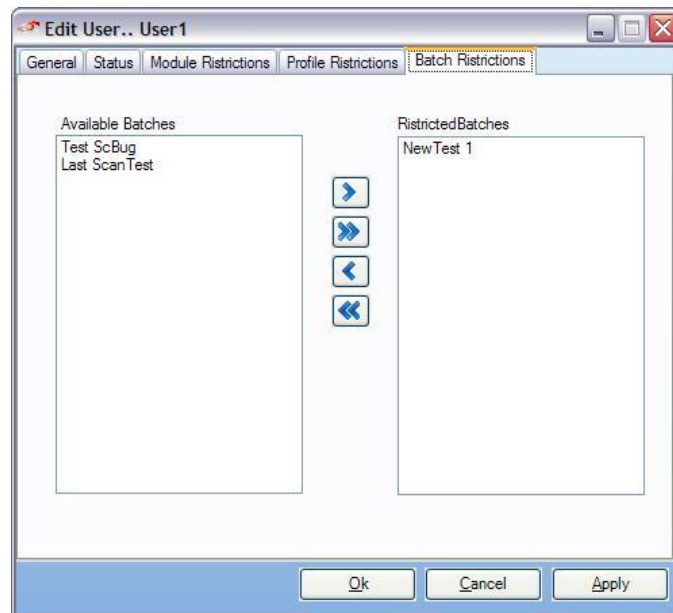 Edit User.. User1
General Status Module Ristrictions Profile Ristrictions Batch Ristrictions
Available Batches
Test ScBug
Last ScanTest
RistrictedBatches
NewTest 1
Ok Cancel Apply